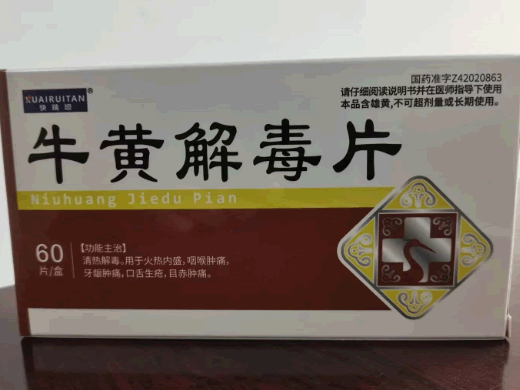 KUAIRUITAN
快瑞坦
国药准字Z42020863
请仔细阅读说明书并在医师指导下使用
本品含雄黄,不可超剂量或长期使用。
牛黄解毒片
Niuhuang Jiedu Pian
60
片/盒
【功能主治】
清热解毒。用于火热内盛,咽喉肿痛,
牙龈肿痛,口舌生疮,目赤肿痛。